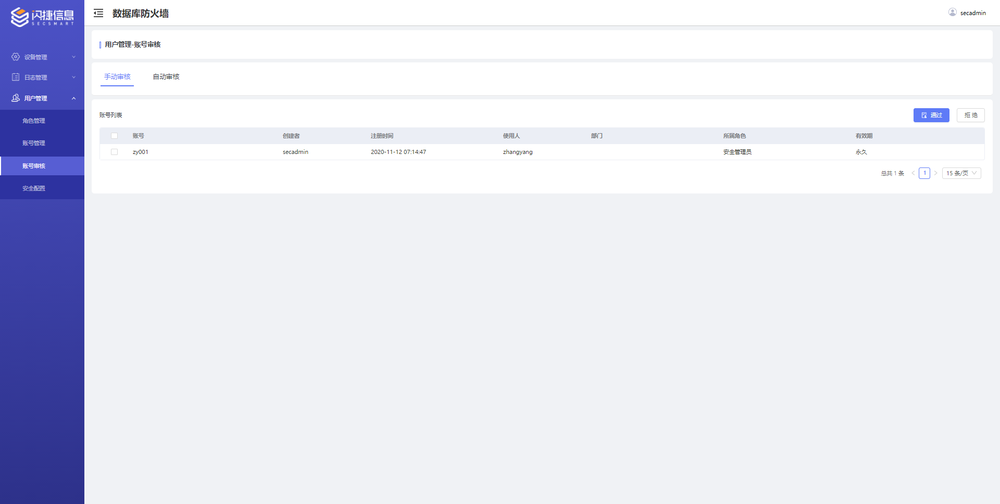 闪捷信息
SECSMART
数据库防火墙
secadmin
设备管理
日志管理
用户管理
角色管理
账号管理
账号审核
安全配置
用户管理-账号审核
手动审核 自动审核
账号列表 通过 拒 绝
账号 创建者 注册时间 使用人 部门 所属角色 有效期
zy001 secadmin 2020-11-12 07:14:47 zhangyang 安全管理员 永久
总共 1 条 < 1 > 15 条/页